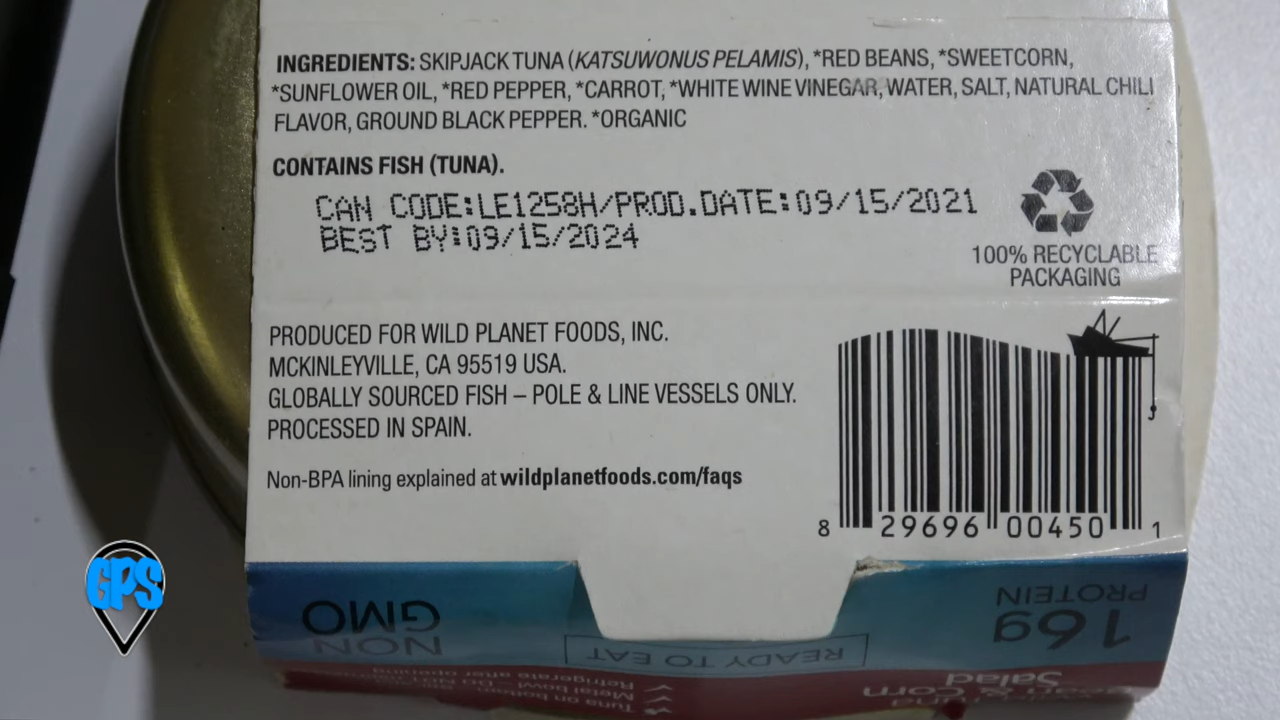 INGREDIENTS: SKIPJACK TUNA (KATSUWONUS PELAMIS), *RED BEANS, *SWEETCORN,
*SUNFLOWER OIL, *RED PEPPER, *CARROT, *WHITE WINE VINEGAR, WATER, SALT, NATURAL CHILI
FLAVOR, GROUND BLACK PEPPER. *ORGANIC
CONTAINS FISH (TUNA).
CAN CODE:LE1258H/PROD.DATE:09/15/2021
BEST BY:09/15/2024
100% RECYCLABLE
PACKAGING
PRODUCED FOR WILD PLANET FOODS, INC.
MCKINLEYVILLE, CA 95519 USA.
GLOBALLY SOURCED FISH – POLE & LINE VESSELS ONLY.
PROCESSED IN SPAIN.
Non-BPA lining explained at wildplanetfoods.com/faqs
8 29696 00450 1
GPS
NON
GMO
READY TO EAT
16g
PROTEIN
& Corn
Salad
Tuna on bottom
Metal bowl
Refrigerate after opening